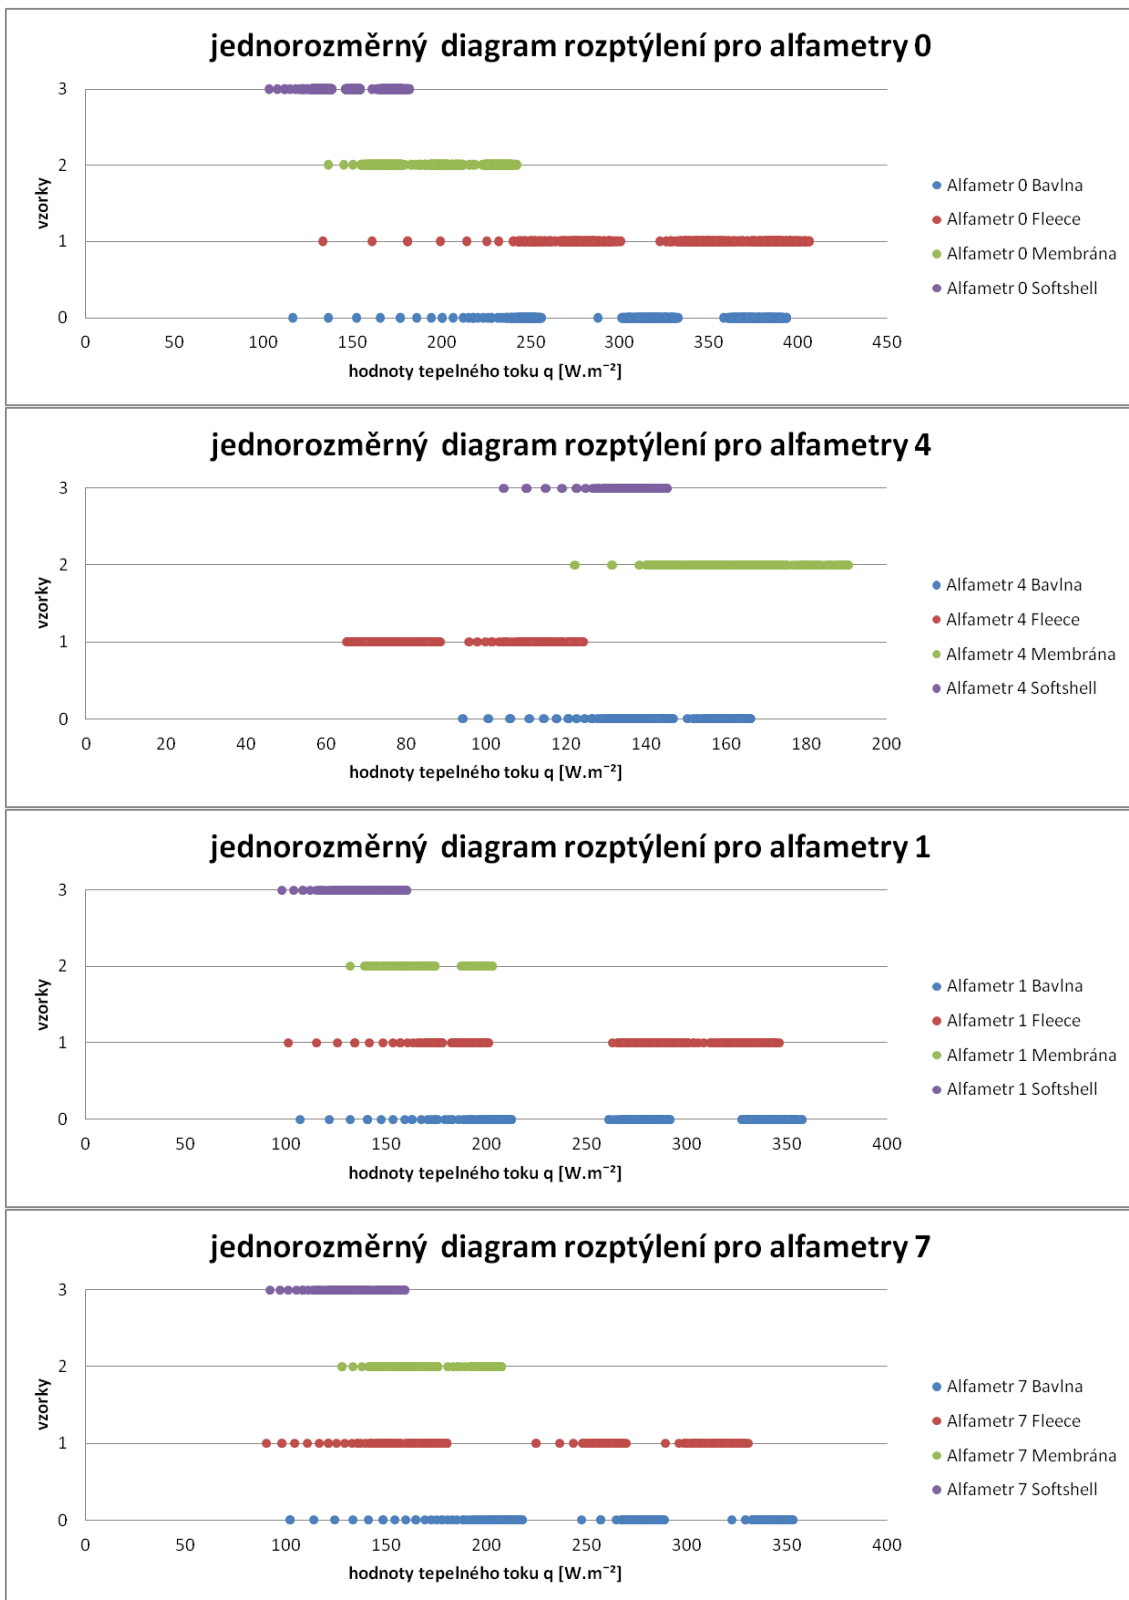 jednorozměrný diagram rozptýlení pro alfametry 0
3
2
1
0
vzorky
0 50 100 150 200 250 300 350 400 450
hodnoty tepelného toku q [W.m⁻²]
Alfametr 0 Bavlna
Alfametr 0 Fleece
Alfametr 0 Membrána
Alfametr 0 Softshell
jednorozměrný diagram rozptýlení pro alfametry 4
3
2
1
0
vzorky
0 20 40 60 80 100 120 140 160 180 200
hodnoty tepelného toku q [W.m⁻²]
Alfametr 4 Bavlna
Alfametr 4 Fleece
Alfametr 4 Membrána
Alfametr 4 Softshell
jednorozměrný diagram rozptýlení pro alfametry 1
3
2
1
0
vzorky
0 50 100 150 200 250 300 350 400
hodnoty tepelného toku q [W.m⁻²]
Alfametr 1 Bavlna
Alfametr 1 Fleece
Alfametr 1 Membrána
Alfametr 1 Softshell
jednorozměrný diagram rozptýlení pro alfametry 7
3
2
1
0
vzorky
0 50 100 150 200 250 300 350 400
hodnoty tepelného toku q [W.m⁻²]
Alfametr 7 Bavlna
Alfametr 7 Fleece
Alfametr 7 Membrána
Alfametr 7 Softshell